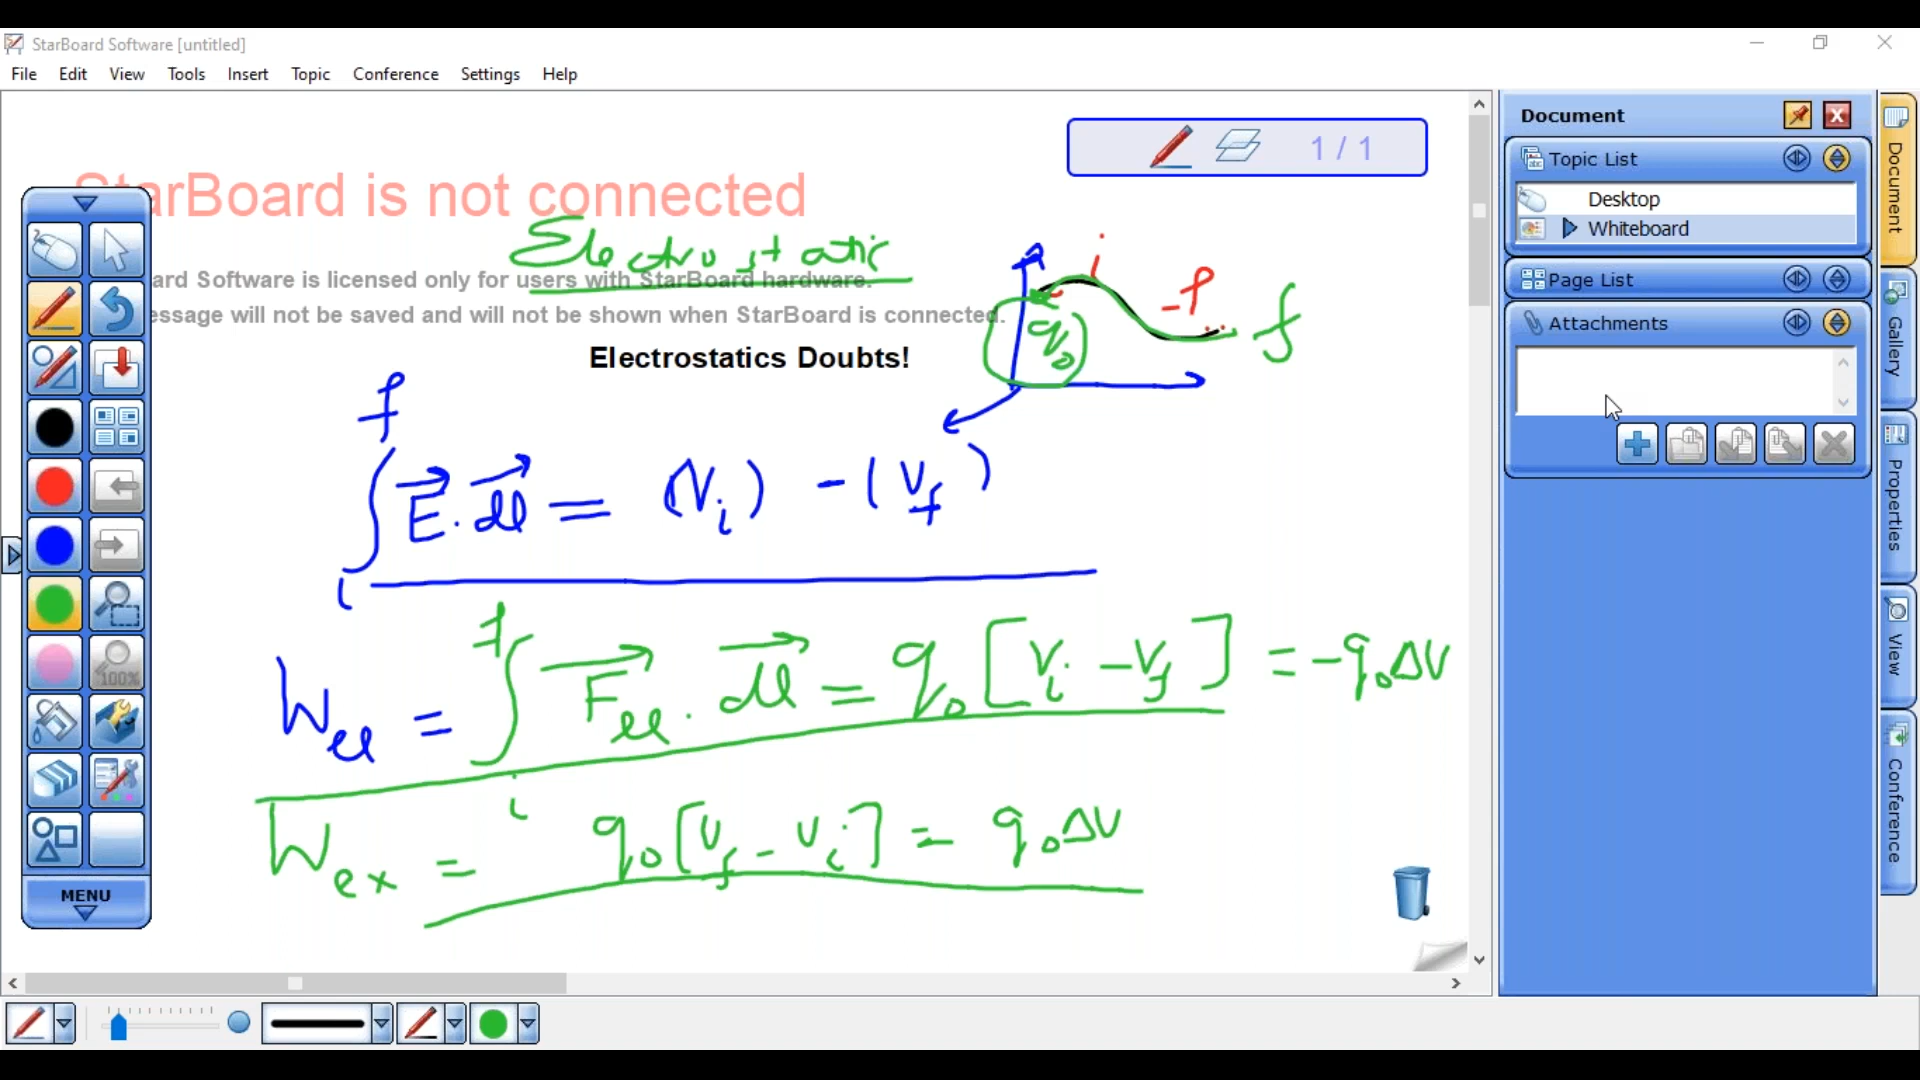 StarBoard Software [untitled]
File Edit View Tools Insert Topic Conference Settings Help
1 / 1
StarBoard is not connected
Electrostatic
ard Software is licensed only for users with StarBoard hardware.
essage will not be saved and will not be shown when StarBoard is connected.
Electrostatics Doubts!
i
-f
f
q₀
∫ᵢᶠ E⃗ . dl⃗ = (Vᵢ) - (V_f)
W_el = ∫ᵢᶠ F⃗_el . dl⃗ = q₀ [Vᵢ - V_f] = -q₀ΔV
W_ex = q₀ [V_f - Vᵢ] = q₀ΔV
100%
MENU
Document
Topic List
Desktop
Whiteboard
Page List
Attachments
Document
Gallery
Properties
View
Conference